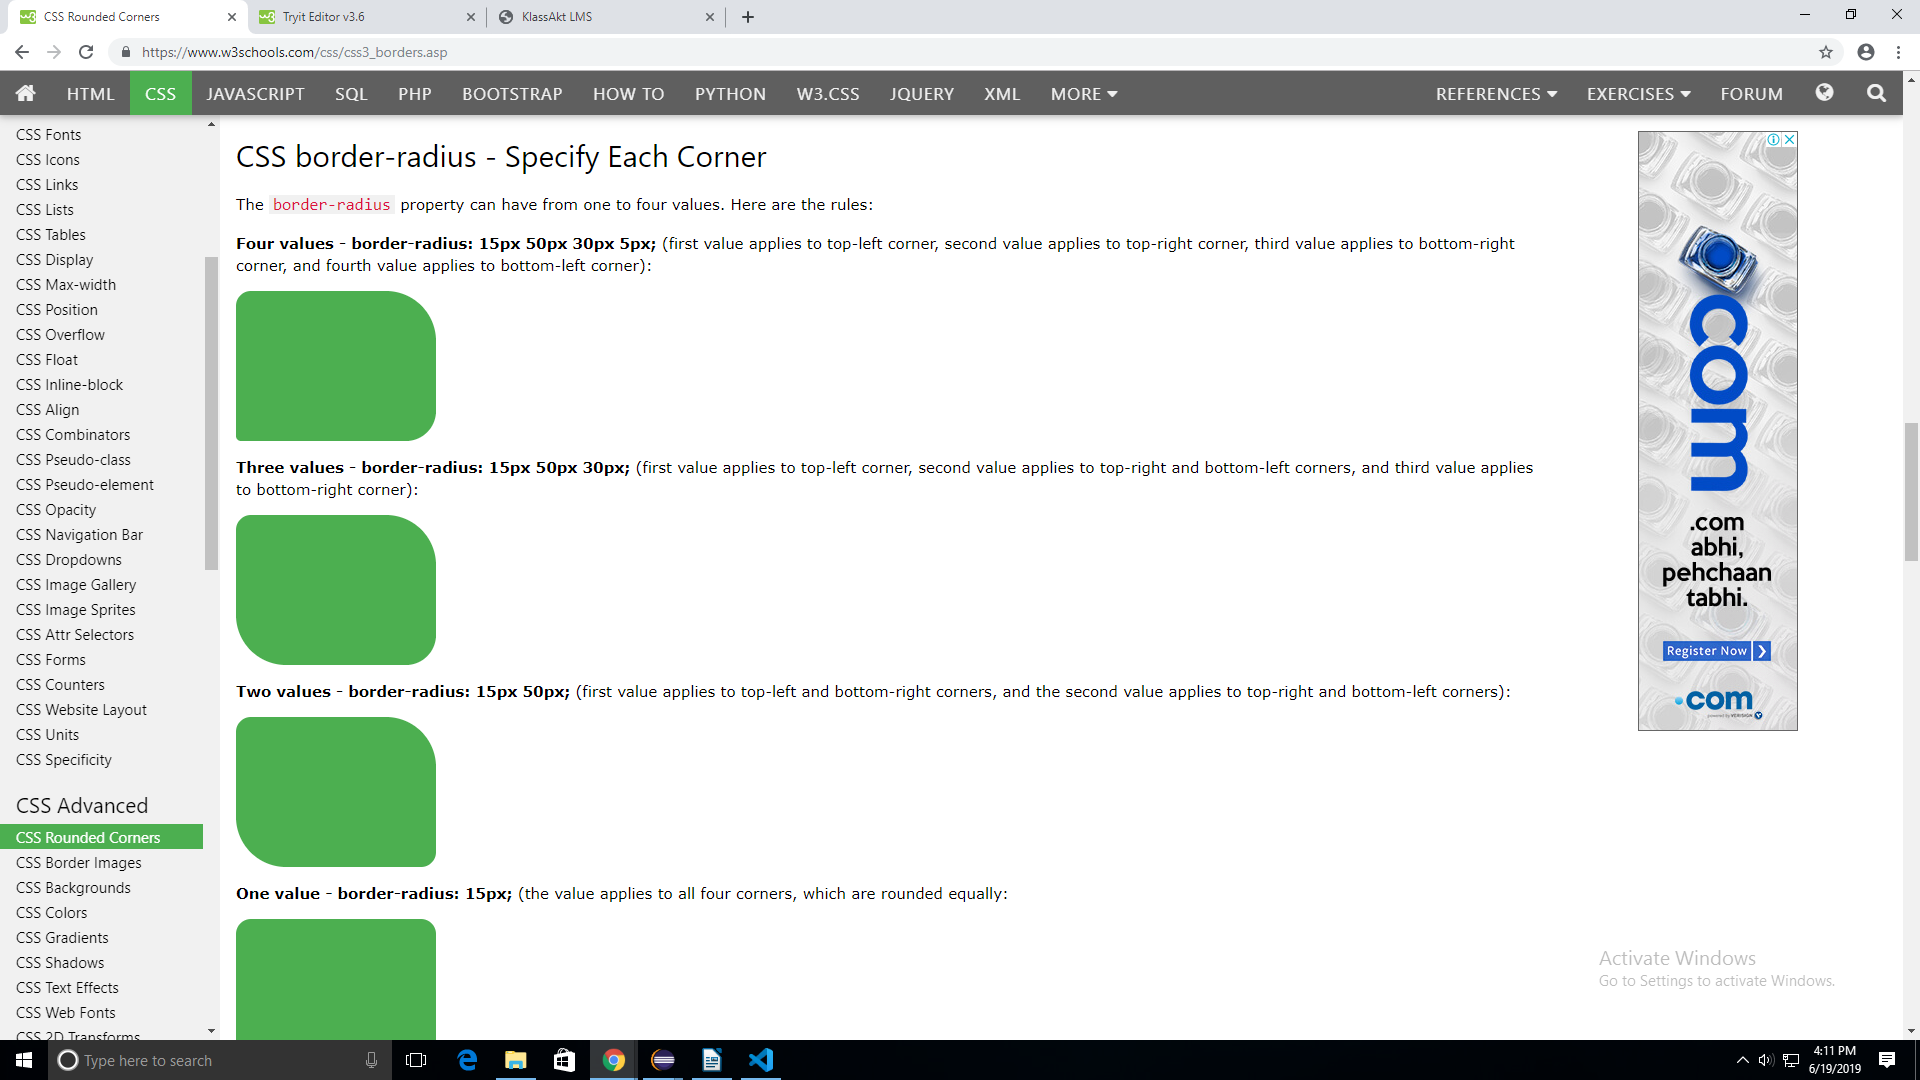 CSS Rounded Corners
Tryit Editor v3.6
KlassAkt LMS
https://www.w3schools.com/css/css3_borders.asp
HTML CSS JAVASCRIPT SQL PHP BOOTSTRAP HOW TO PYTHON W3.CSS JQUERY XML MORE REFERENCES EXERCISES FORUM
CSS Fonts
CSS Icons
CSS Links
CSS Lists
CSS Tables
CSS Display
CSS Max-width
CSS Position
CSS Overflow
CSS Float
CSS Inline-block
CSS Align
CSS Combinators
CSS Pseudo-class
CSS Pseudo-element
CSS Opacity
CSS Navigation Bar
CSS Dropdowns
CSS Image Gallery
CSS Image Sprites
CSS Attr Selectors
CSS Forms
CSS Counters
CSS Website Layout
CSS Units
CSS Specificity
CSS Advanced
CSS Rounded Corners
CSS Border Images
CSS Backgrounds
CSS Colors
CSS Gradients
CSS Shadows
CSS Text Effects
CSS Web Fonts
CSS 2D Transforms
CSS border-radius - Specify Each Corner
The border-radius property can have from one to four values. Here are the rules:
Four values - border-radius: 15px 50px 30px 5px; (first value applies to top-left corner, second value applies to top-right corner, third value applies to bottom-right
corner, and fourth value applies to bottom-left corner):
Three values - border-radius: 15px 50px 30px; (first value applies to top-left corner, second value applies to top-right and bottom-left corners, and third value applies
to bottom-right corner):
Two values - border-radius: 15px 50px; (first value applies to top-left and bottom-right corners, and the second value applies to top-right and bottom-left corners):
One value - border-radius: 15px; (the value applies to all four corners, which are rounded equally:
com
.com
abhi,
pehchaan
tabhi.
Register Now
.com
powered by VERISIGN
Activate Windows
Go to Settings to activate Windows.
Type here to search
4:11 PM
6/19/2019